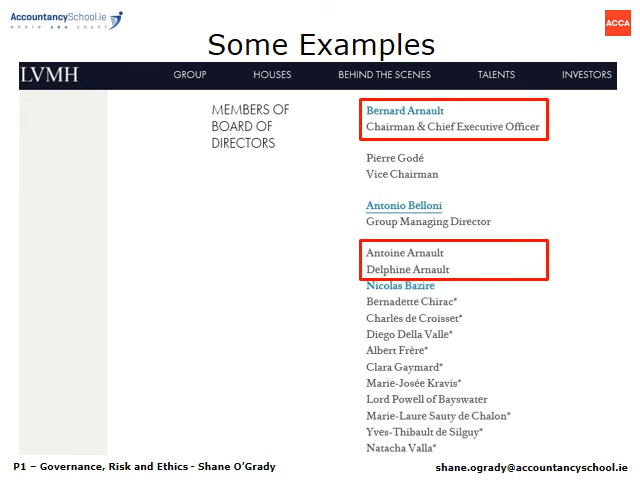 AccountancySchool.ie
where you count
ACCA
Some Examples
LVMH GROUP HOUSES BEHIND THE SCENES TALENTS INVESTORS
MEMBERS OF
BOARD OF
DIRECTORS
Bernard Arnault
Chairman & Chief Executive Officer
Pierre Godé
Vice Chairman
Antonio Belloni
Group Managing Director
Antoine Arnault
Delphine Arnault
Nicolas Bazire
Bernadette Chirac*
Charles de Croisset*
Diego Della Valle*
Albert Frère*
Clara Gaymard*
Marie-Josée Kravis*
Lord Powell of Bayswater
Marie-Laure Sauty de Chalon*
Yves-Thibault de Silguy*
Natacha Valla*
P1 – Governance, Risk and Ethics - Shane O'Grady shane.ogrady@accountancyschool.ie